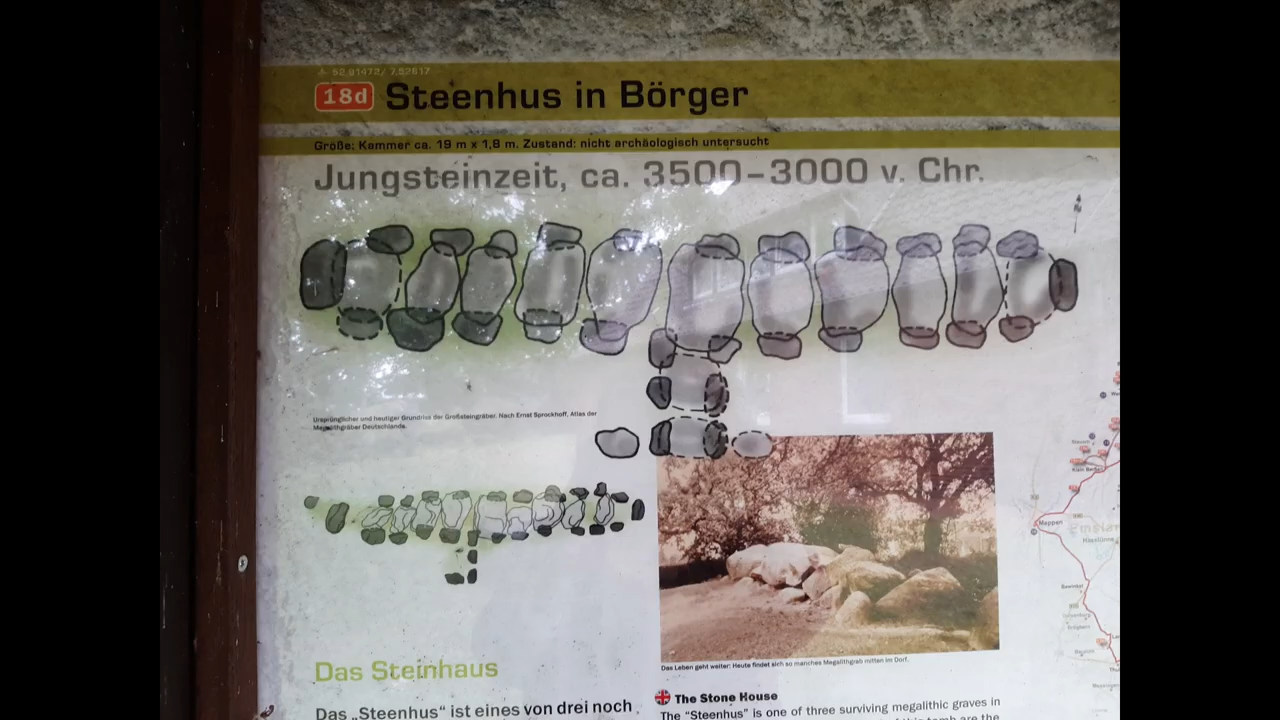 52.91472/ 7.52617
18d Steenhus in Börger
Größe: Kammer ca. 19 m x 1,8 m. Zustand: nicht archäologisch untersucht
Jungsteinzeit, ca. 3500–3000 v. Chr.
Ursprünglicher und heutiger Grundriss der Großsteingräber. Nach Ernst Sprockhoff, Atlas der
Megalithgräber Deutschlands.
Das Leben geht weiter: Heute findet sich so manches Megalithgrab mitten im Dorf.
Meppen
Das Steinhaus
Das „Steenhus“ ist eines von drei noch
The Stone House
The “Steenhus” is one of three surviving megalithic graves in